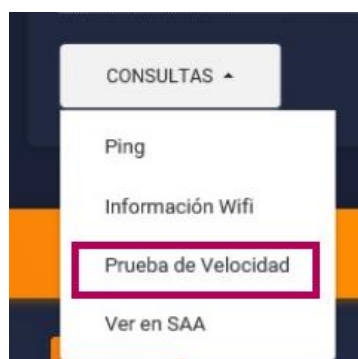 CONSULTAS
Ping
Información Wifi
Prueba de Velocidad
Ver en SAA